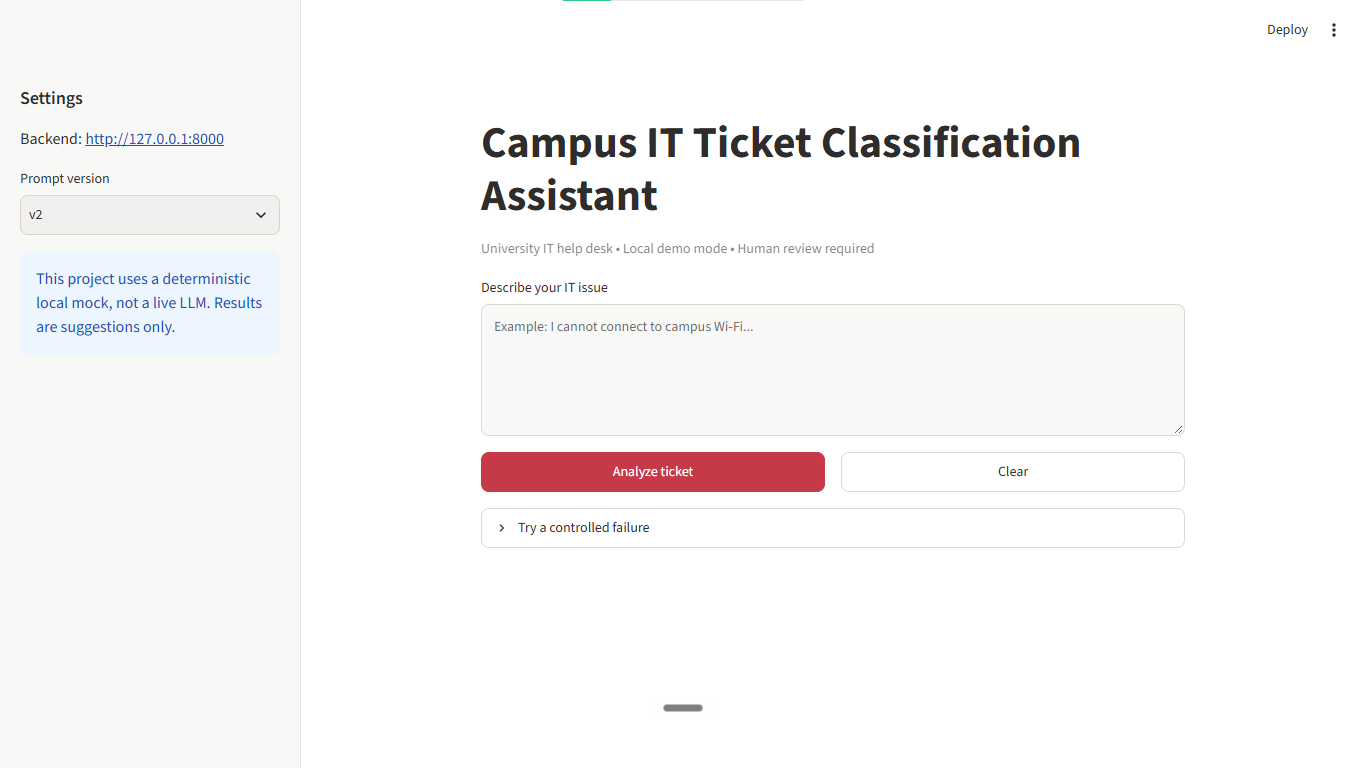 Deploy
Settings
Backend: http://127.0.0.1:8000
Prompt version
v2
This project uses a deterministic
local mock, not a live LLM. Results
are suggestions only.
Campus IT Ticket Classification
Assistant
University IT help desk • Local demo mode • Human review required
Describe your IT issue
Example: I cannot connect to campus Wi-Fi...
Analyze ticket
Clear
Try a controlled failure